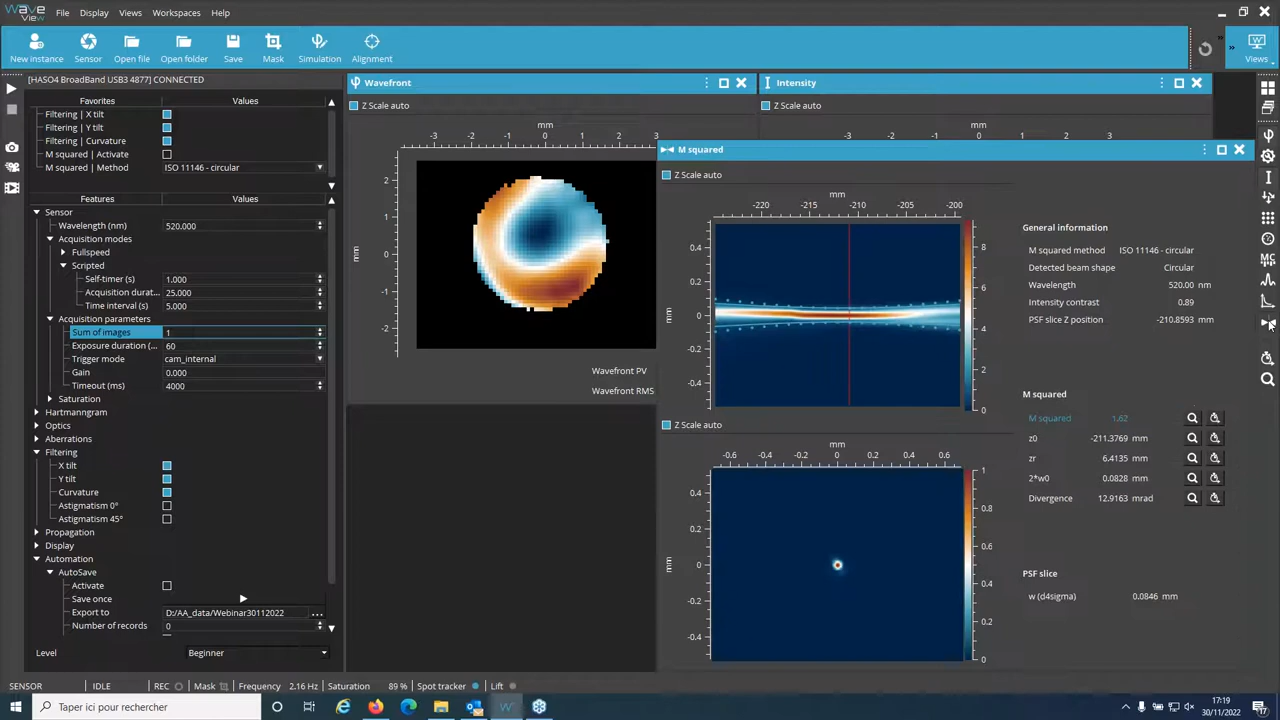 Wave View File Display Views Workspaces Help
New instance Sensor Open file Open folder Save Mask Simulation Alignment » » Views
[HASO4 BroadBand USB3 4877] CONNECTED
Favorites Values
Filtering | X tilt
Filtering | Y tilt
Filtering | Curvature
M squared | Activate
M squared | Method ISO 11146 - circular
Features Values
Sensor
Wavelength (nm) 520.000
Acquisition modes
Fullspeed
Scripted
Self-timer (s) 1.000
Acquisition durat... 25.000
Time interval (s) 5.000
Acquisition parameters
Sum of images 1
Exposure duration (... 60
Trigger mode cam_internal
Gain 0.000
Timeout (ms) 4000
Saturation
Hartmanngram
Optics
Aberrations
Filtering
X tilt
Y tilt
Curvature
Astigmatism 0°
Astigmatism 45°
Propagation
Display
Automation
AutoSave
Activate
Save once
Export to D:/AA_data/Webinar30112022 ...
Number of records 0
Level Beginner
Wavefront
Z Scale auto
mm
-3 -2 -1 0 1 2 3
mm
2
1
0
-1
-2
Wavefront PV
Wavefront RMS
Intensity
Z Scale auto
mm
-3 -2 -1 0 1 2 3
M squared
Z Scale auto
mm
-220 -215 -210 -205 -200
mm
0.4
0.2
0
-0.2
-0.4
8
6
4
2
0
Z Scale auto
mm
-0.6 -0.4 -0.2 0 0.2 0.4 0.6
mm
0.4
0.2
0
-0.2
-0.4
1
0.8
0.6
0.4
0.2
0
General information
M squared method ISO 11146 - circular
Detected beam shape Circular
Wavelength 520.00 nm
Intensity contrast 0.89
PSF slice Z position -210.8593 mm
M squared
M squared 1.62
z0 -211.3769 mm
zr 6.4135 mm
2*w0 0.0828 mm
Divergence 12.9163 mrad
PSF slice
w (d4sigma) 0.0846 mm
MG
SENSOR IDLE REC Mask Frequency 2.16 Hz Saturation 89 % Spot tracker Lift
Taper ici pour rechercher
17:19
30/11/2022
17